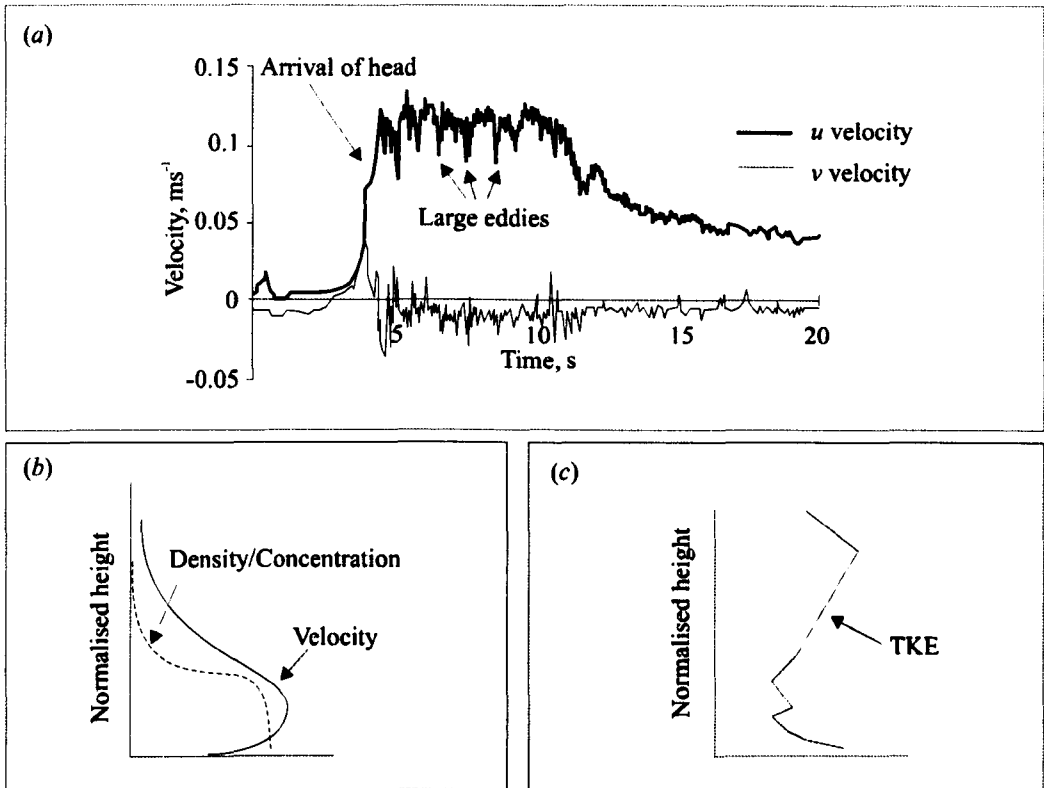 (a)
Arrival of head
0.15
0.1
0.05
0
-0.05
Velocity, ms⁻¹
u velocity
v velocity
Large eddies
5
10
15
20
Time, s
(b)
Normalised height
Density/Concentration
Velocity
(c)
Normalised height
TKE